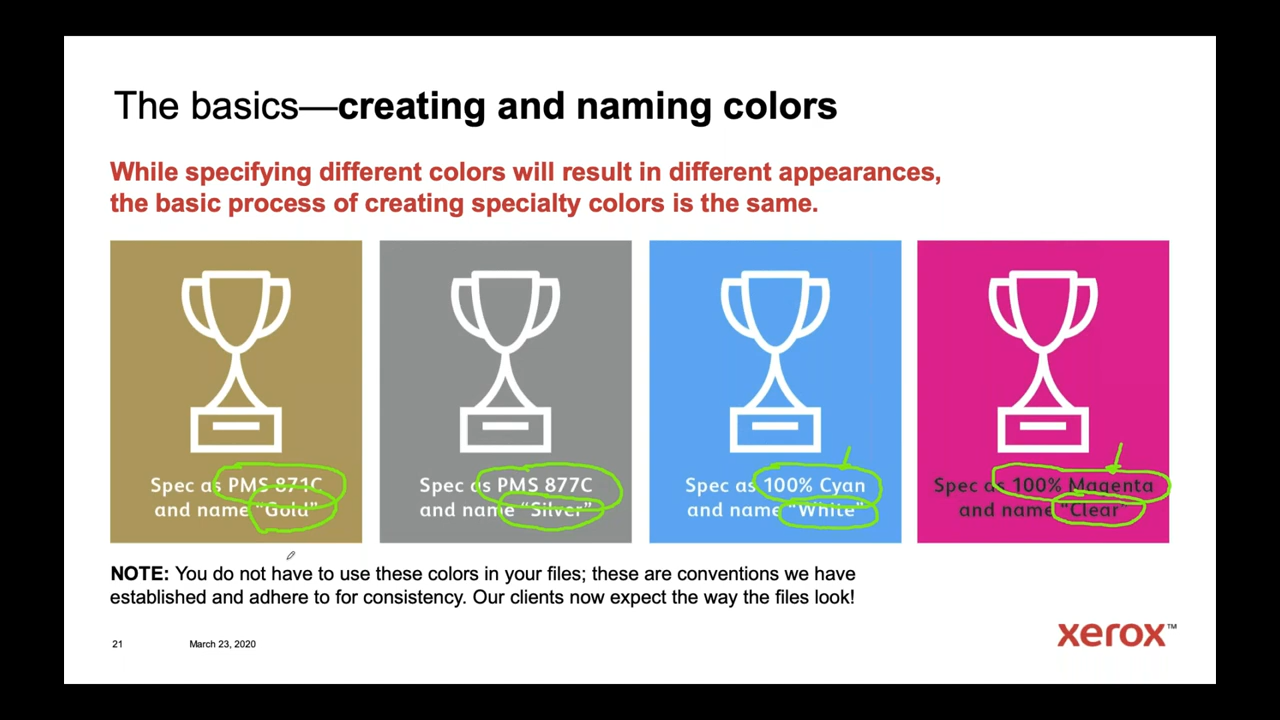 The basics—creating and naming colors
While specifying different colors will result in different appearances,
the basic process of creating specialty colors is the same.
Spec as PMS 871C
and name “Gold”
Spec as PMS 877C
and name “Silver”
Spec as 100% Cyan
and name “White”
Spec as 100% Magenta
and name “Clear”
NOTE: You do not have to use these colors in your files; these are conventions we have
established and adhere to for consistency. Our clients now expect the way the files look!
21 March 23, 2020
xerox™